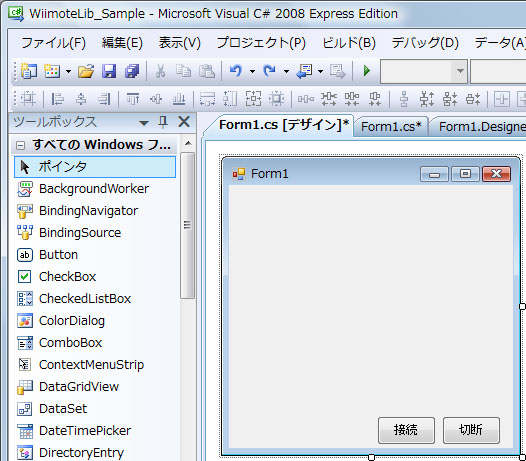 WiimoteLib_Sample - Microsoft Visual C# 2008 Express Edition
ファイル(F) 編集(E) 表示(V) プロジェクト(P) ビルド(B) デバッグ(D) データ(A)
ツールボックス
Form1.cs [デザイン]* Form1.cs* Form1.Designe
すべての Windows フ...
ポインタ
Form1
BackgroundWorker
BindingNavigator
BindingSource
Button
CheckBox
CheckedListBox
ColorDialog
ComboBox
ContextMenuStrip
DataGridView
DataSet
DateTimePicker
DirectoryEntry
接続 切断